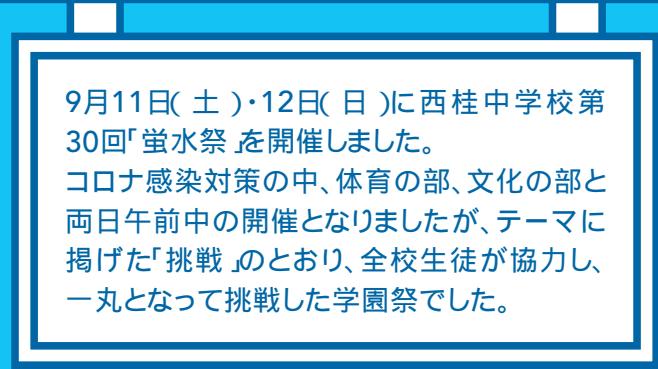 9月11日(土)・12日(日)に西桂中学校第
30回「蛍水祭」を開催しました。
コロナ感染対策の中、体育の部、文化の部と
両日午前中の開催となりましたが、テーマに
掲げた「挑戦」のとおり、全校生徒が協力し、
一丸となって挑戦した学園祭でした。